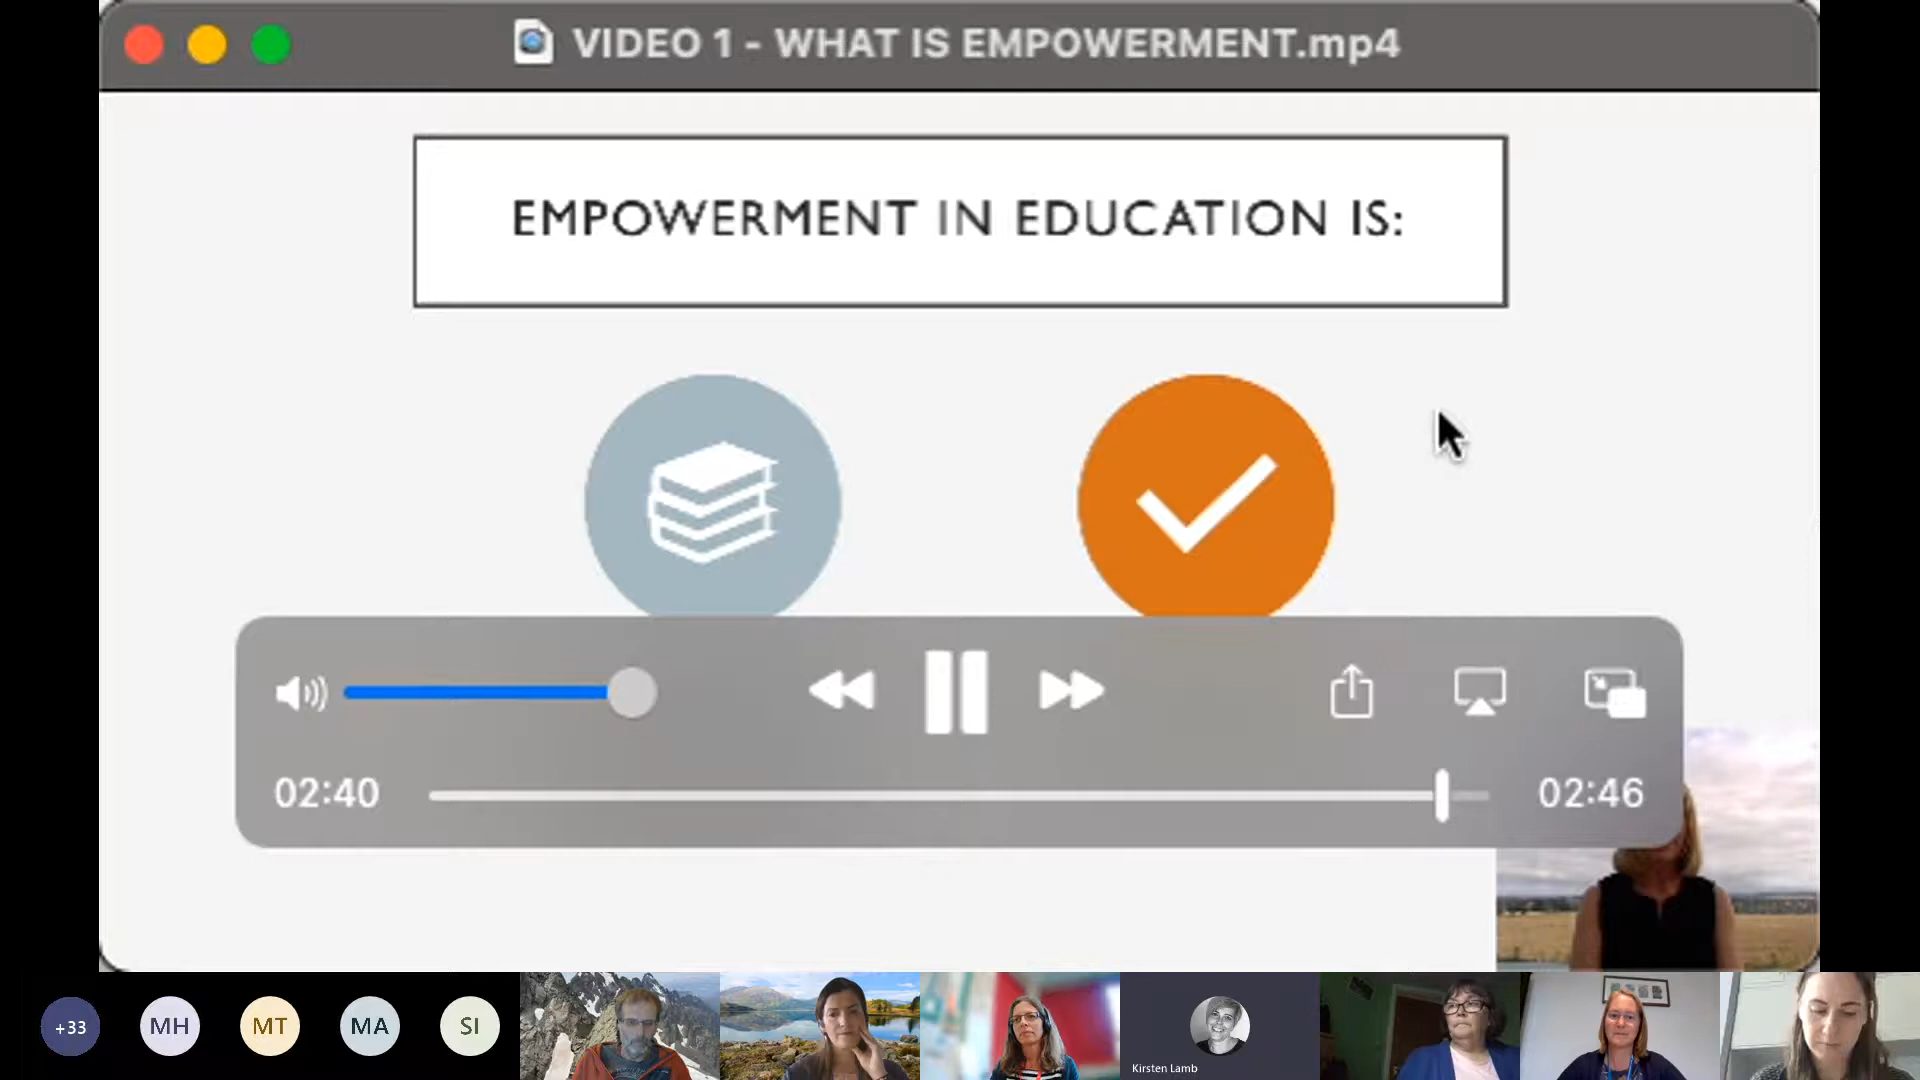 VIDEO 1 - WHAT IS EMPOWERMENT.mp4
EMPOWERMENT IN EDUCATION IS:
02:40
02:46
+33
MH
MT
MA
SI
Kirsten Lamb